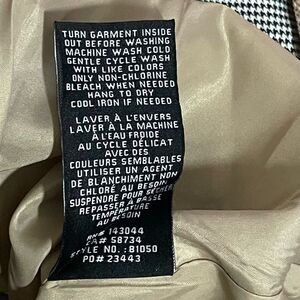 TURN GARMENT INSIDE
OUT BEFORE WASHING
MACHINE WASH COLD
GENTLE CYCLE WASH
WITH LIKE COLORS
ONLY NON-CHLORINE
BLEACH WHEN NEEDED
HANG TO DRY
COOL IRON IF NEEDED
LAVER À L'ENVERS
LAVER À LA MACHINE
À L'EAU FROIDE
AU CYCLE DÉLICAT
AVEC DES
COULEURS SEMBLABLES
UTILISER UN AGENT
DE BLANCHIMENT NON
CHLORÉ AU BESOIN
SUSPENDRE POUR SÉCHER
REPASSER À BASSE
TEMPÉRATURE
AU BESOIN
RN# 143044
CA# 58734
STYLE NO.: 81050
PO# 23443